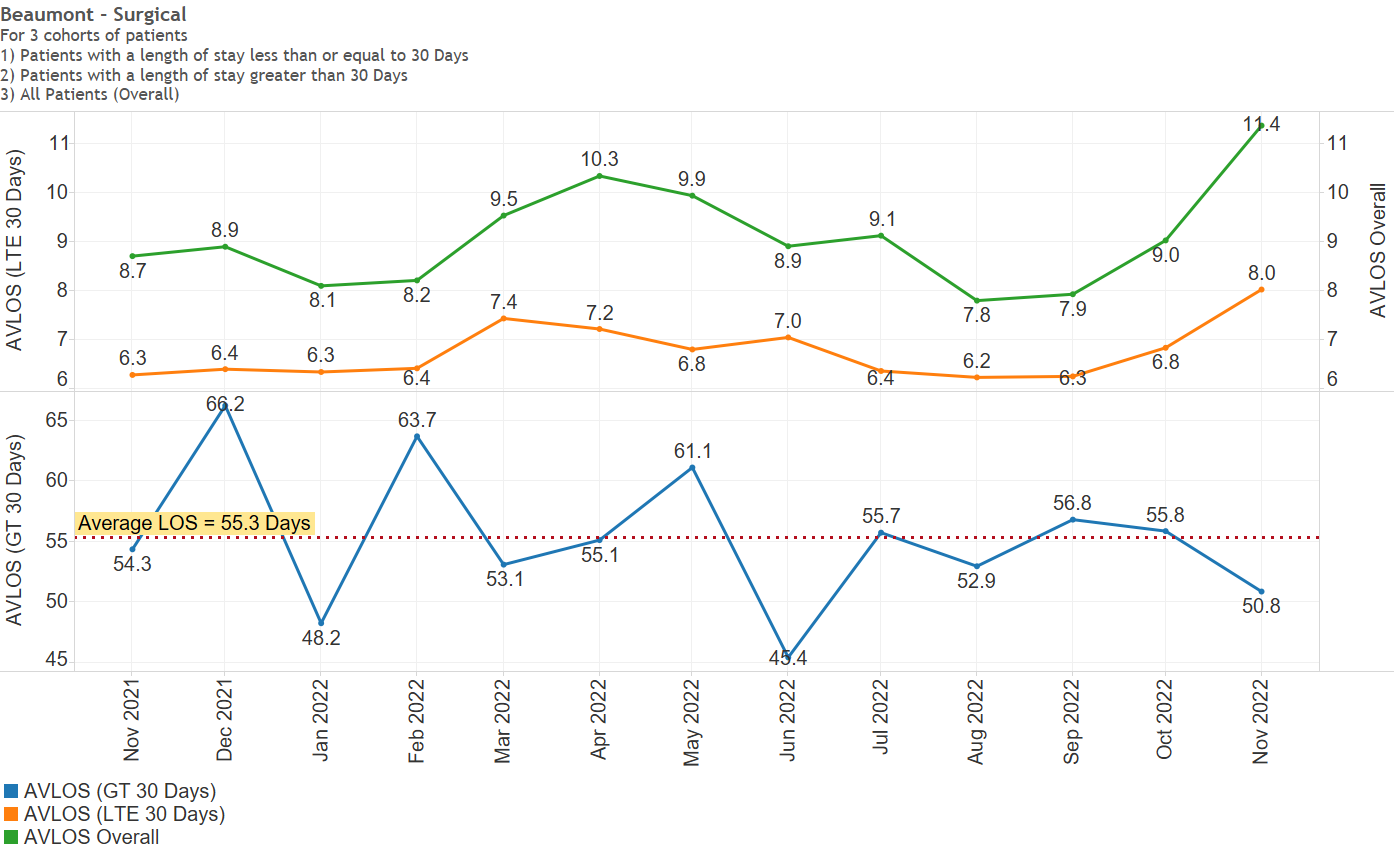 Beaumont - Surgical
For 3 cohorts of patients
1) Patients with a length of stay less than or equal to 30 Days
2) Patients with a length of stay greater than 30 Days
3) All Patients (Overall)
AVLOS (LTE 30 Days)
11
10
9
8
7
6
8.7
8.9
8.1
8.2
9.5
10.3
9.9
8.9
9.1
7.8
7.9
9.0
11.4
6.3
6.4
6.3
6.4
7.4
7.2
6.8
7.0
6.4
6.2
6.3
6.8
8.0
11
10
9
8
7
6
AVLOS Overall
AVLOS (GT 30 Days)
65
60
55
50
45
Average LOS = 55.3 Days
54.3
66.2
48.2
63.7
53.1
55.1
61.1
45.4
55.7
52.9
56.8
55.8
50.8
Nov 2021
Dec 2021
Jan 2022
Feb 2022
Mar 2022
Apr 2022
May 2022
Jun 2022
Jul 2022
Aug 2022
Sep 2022
Oct 2022
Nov 2022
AVLOS (GT 30 Days)
AVLOS (LTE 30 Days)
AVLOS Overall